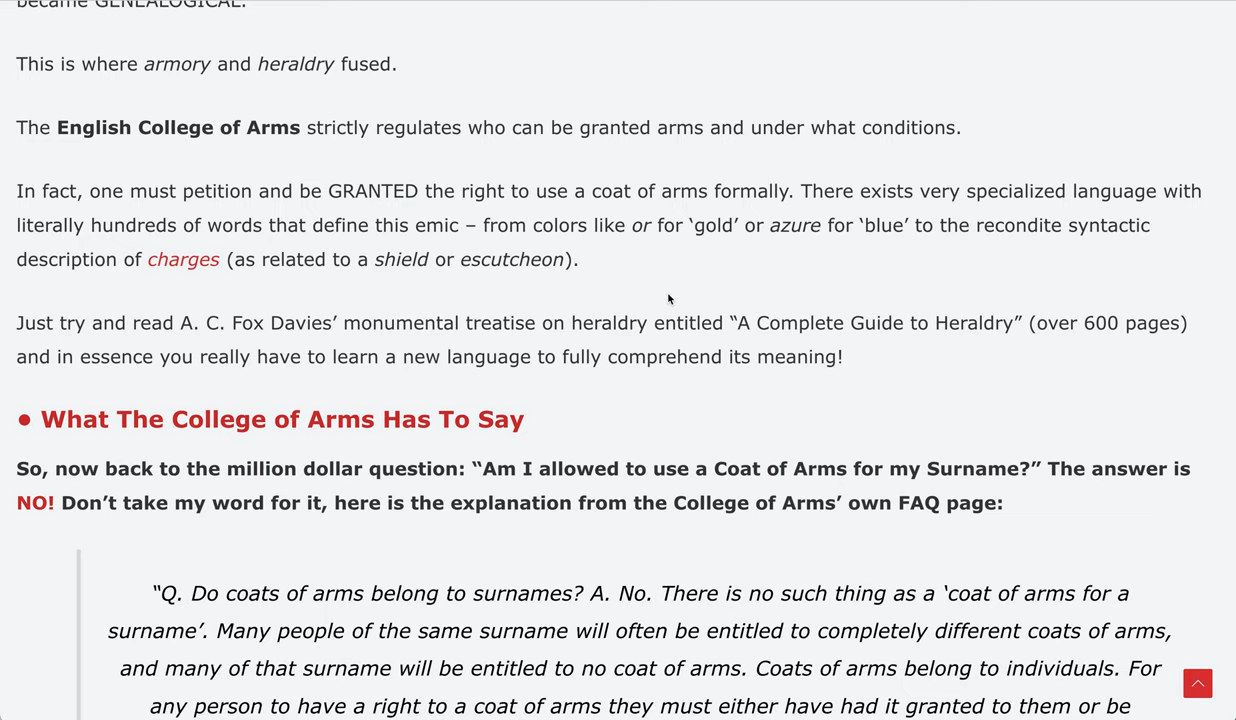 became GENEALOGICAL.
This is where armory and heraldry fused.
The English College of Arms strictly regulates who can be granted arms and under what conditions.
In fact, one must petition and be GRANTED the right to use a coat of arms formally. There exists very specialized language with
literally hundreds of words that define this emic – from colors like or for ‘gold’ or azure for ‘blue’ to the recondite syntactic
description of charges (as related to a shield or escutcheon).
Just try and read A. C. Fox Davies’ monumental treatise on heraldry entitled “A Complete Guide to Heraldry” (over 600 pages)
and in essence you really have to learn a new language to fully comprehend its meaning!
• What The College of Arms Has To Say
So, now back to the million dollar question: “Am I allowed to use a Coat of Arms for my Surname?” The answer is
NO! Don’t take my word for it, here is the explanation from the College of Arms’ own FAQ page:
“Q. Do coats of arms belong to surnames? A. No. There is no such thing as a ‘coat of arms for a
surname’. Many people of the same surname will often be entitled to completely different coats of arms,
and many of that surname will be entitled to no coat of arms. Coats of arms belong to individuals. For
any person to have a right to a coat of arms they must either have had it granted to them or be